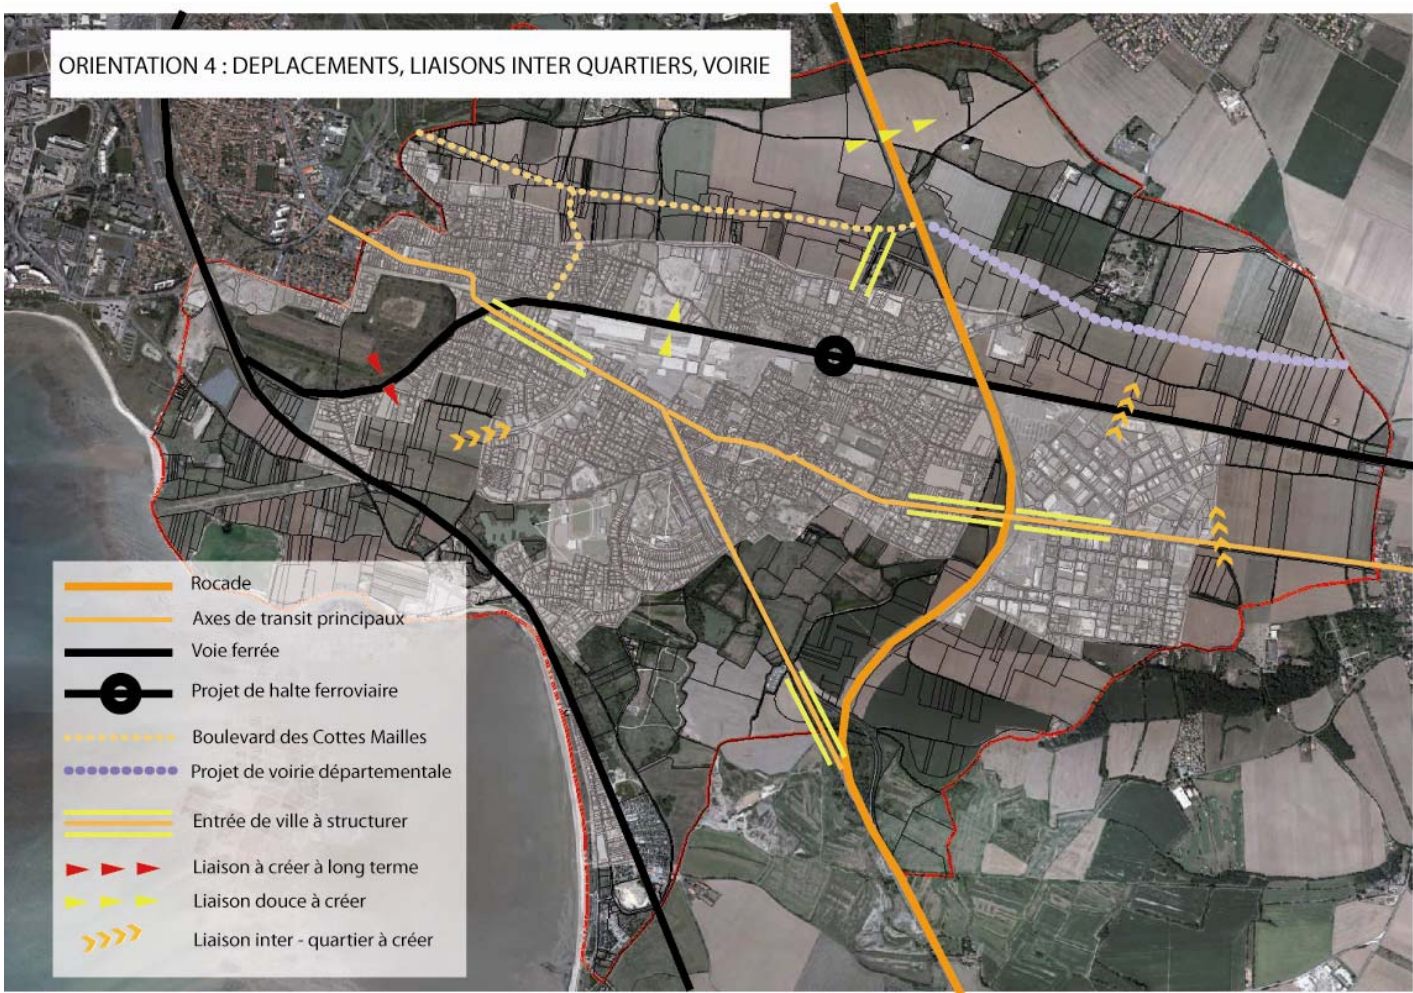 ORIENTATION 4 : DEPLACEMENTS, LIAISONS INTER QUARTIERS, VOIRIE
Rocade
Axes de transit principaux
Voie ferrée
Projet de halte ferroviaire
Boulevard des Cottes Mailles
Projet de voirie départementale
Entrée de ville à structurer
Liaison à créer à long terme
Liaison douce à créer
Liaison inter - quartier à créer